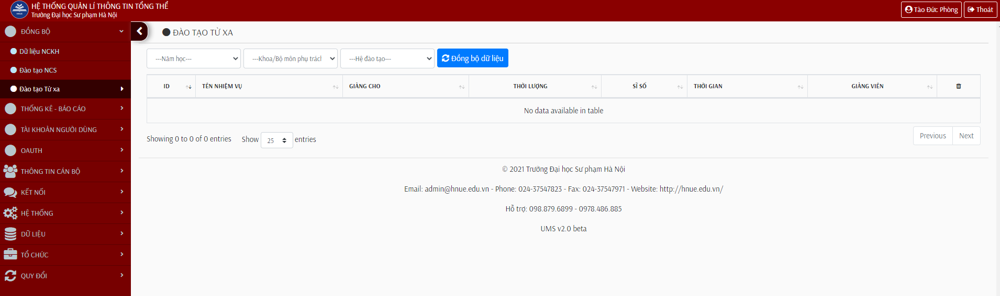 HỆ THỐNG QUẢN LÍ THÔNG TIN TỔNG THỂ
Trường Đại học Sư phạm Hà Nội
HNUE
Tào Đức Phòng
Thoát
ĐỒNG BỘ
Dữ liệu NCKH
Đào tạo NCS
Đào tạo Từ xa
THỐNG KÊ - BÁO CÁO
TÀI KHOẢN NGƯỜI DÙNG
OAUTH
THÔNG TIN CÁN BỘ
KẾT NỐI
HỆ THỐNG
DỮ LIỆU
TỔ CHỨC
QUY ĐỔI
ĐÀO TẠO TỪ XA
---Năm học--- ---Khoa/Bộ môn phụ trách ---Hệ đào tạo--- Đồng bộ dữ liệu
ID TÊN NHIỆM VỤ GIẢNG CHO THỜI LƯỢNG SĨ SỐ THỜI GIAN GIẢNG VIÊN
No data available in table
Showing 0 to 0 of 0 entries Show 25 entries Previous Next
© 2021 Trường Đại học Sư phạm Hà Nội
Email: admin@hnue.edu.vn - Phone: 024-37547823 - Fax: 024-37547971 - Website: http://hnue.edu.vn/
Hỗ trợ: 098.879.6899 - 0978.486.885
UMS v2.0 beta